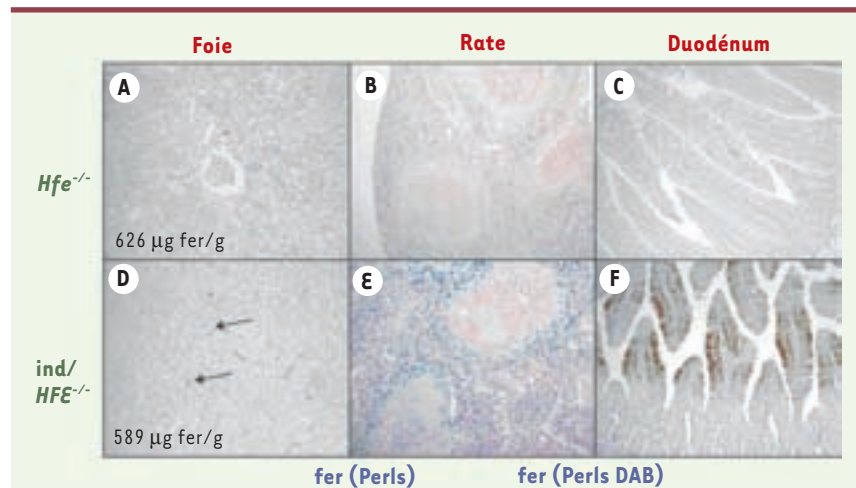 Foie Rate Duodénum
A B C
Hfe-/-
626 µg fer/g
D E F
ind/
HFE-/-
589 µg fer/g
fer (Perls) fer (Perls DAB)